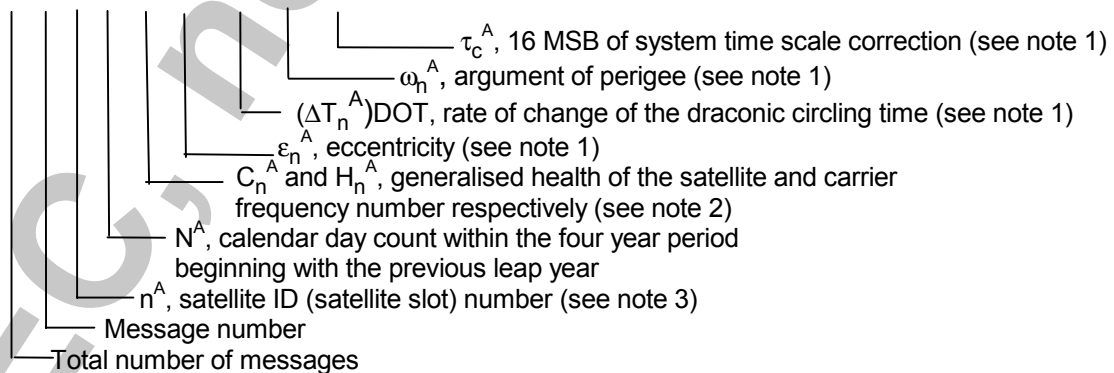 τc^A, 16 MSB of system time scale correction (see note 1)
ωn^A, argument of perigee (see note 1)
(ΔTn^A)DOT, rate of change of the draconic circling time (see note 1)
εn^A, eccentricity (see note 1)
Cn^A and Hn^A, generalised health of the satellite and carrier
frequency number respectively (see note 2)
N^A, calendar day count within the four year period
beginning with the previous leap year
n^A, satellite ID (satellite slot) number (see note 3)
Message number
Total number of messages